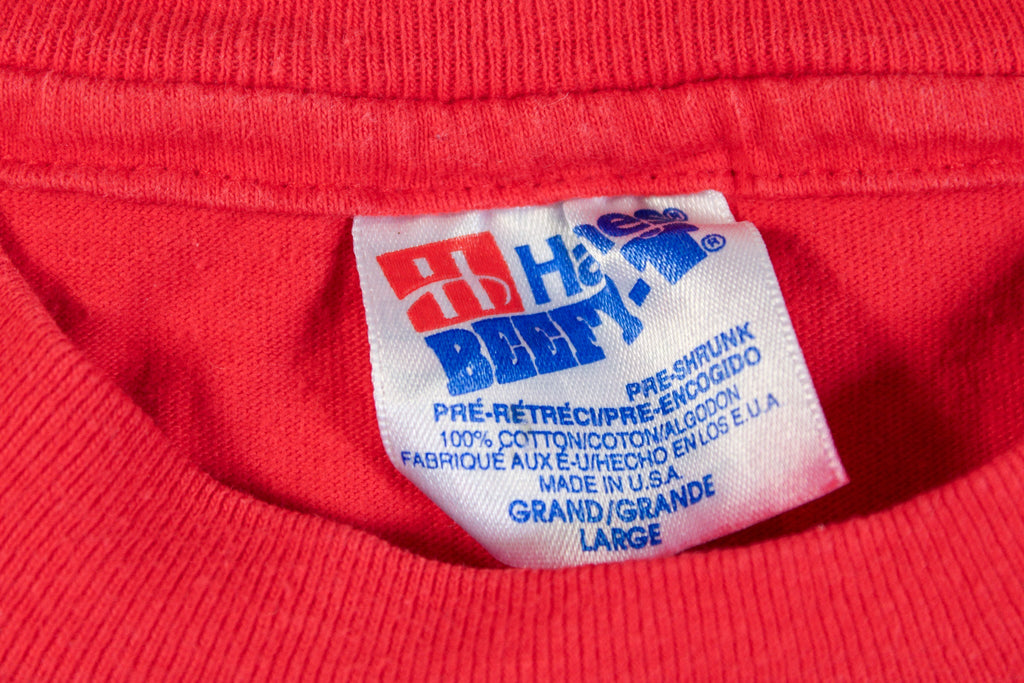 Hanes®
BEEFY-T®
PRE-SHRUNK
PRÉ-RÉTRÉCI/PRE-ENCOGIDO
100% COTTON/COTON/ALGODON
FABRIQUÉ AUX É-U/HECHO EN LOS E.U.A
MADE IN U.S.A.
GRAND/GRANDE
LARGE